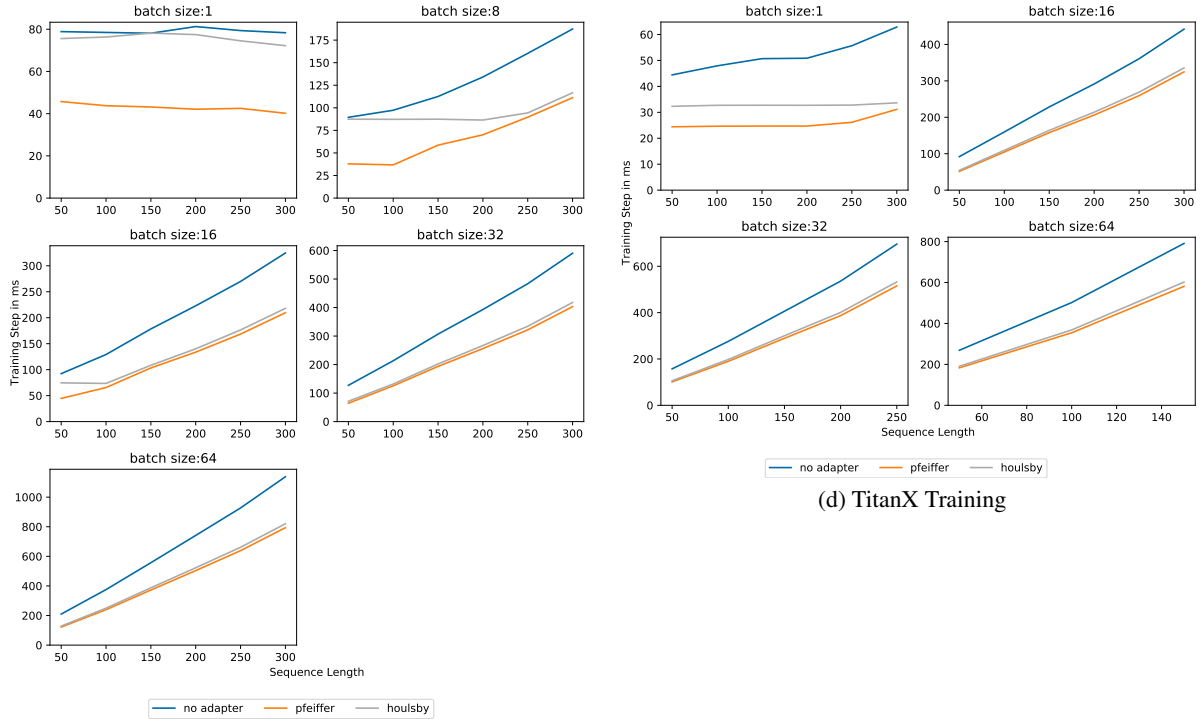 batch size:1
80
60
40
20
0
50 100 150 200 250 300
batch size:8
175
150
125
100
75
50
25
0
50 100 150 200 250 300
batch size:16
300
250
200
150
100
50
0
50 100 150 200 250 300
Training Step in ms
batch size:32
600
500
400
300
200
100
0
50 100 150 200 250 300
batch size:64
1000
800
600
400
200
0
50 100 150 200 250 300
Sequence Length
no adapter pfeiffer houlsby
batch size:1
60
50
40
30
20
10
0
50 100 150 200 250 300
batch size:16
400
300
200
100
0
50 100 150 200 250 300
Training Step in ms
batch size:32
600
400
200
0
50 100 150 200 250
batch size:64
800
600
400
200
0
60 80 100 120 140
Sequence Length
no adapter pfeiffer houlsby
(d) TitanX Training